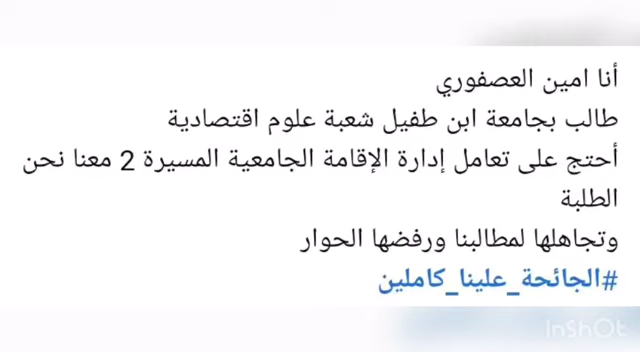 أنا امين العصفوري
طالب بجامعة ابن طفيل شعبة علوم اقتصادية
أحتج على تعامل إدارة الإقامة الجامعية المسيرة 2 معنا نحن
الطلبة
وتجاهلها لمطالبنا ورفضها الحوار
#الجائحة_علينا_كاملين
InShOt